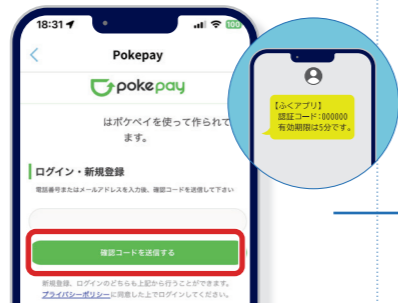 18:31
100
Pokepay
pokepay
はポケペイを使って作られて
ます。
ログイン・新規登録
電話番号またはメールアドレスを入力後、確認コードを送信して下さい
確認コードを送信する
新規登録、ログインのどちらも上記から行うことができます。
プライバシーポリシーに同意した上でログインしてください。
【ふくアプリ】
認証コード:000000
有効期限は5分です。